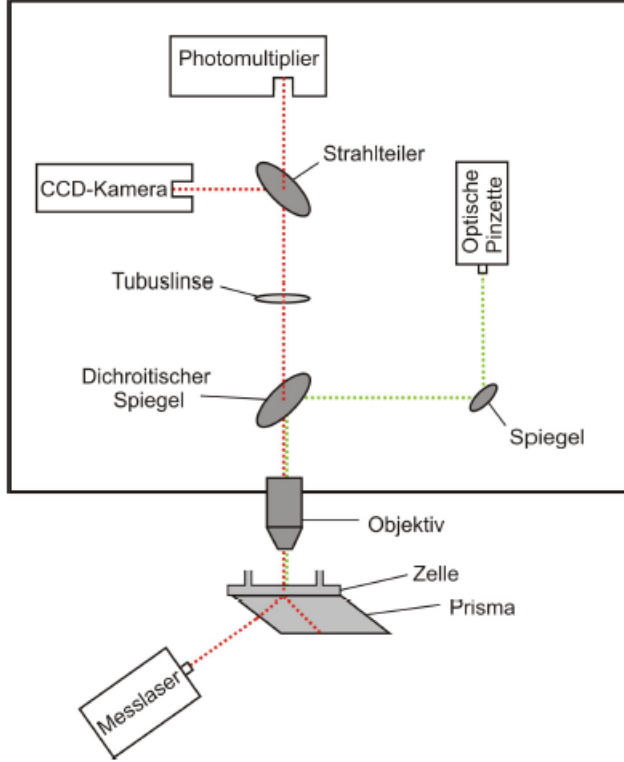 Photomultiplier
Strahlteiler
CCD-Kamera
Optische
Pinzette
Tubuslinse
Dichroitischer
Spiegel
Spiegel
Objektiv
Zelle
Prisma
Messlaser